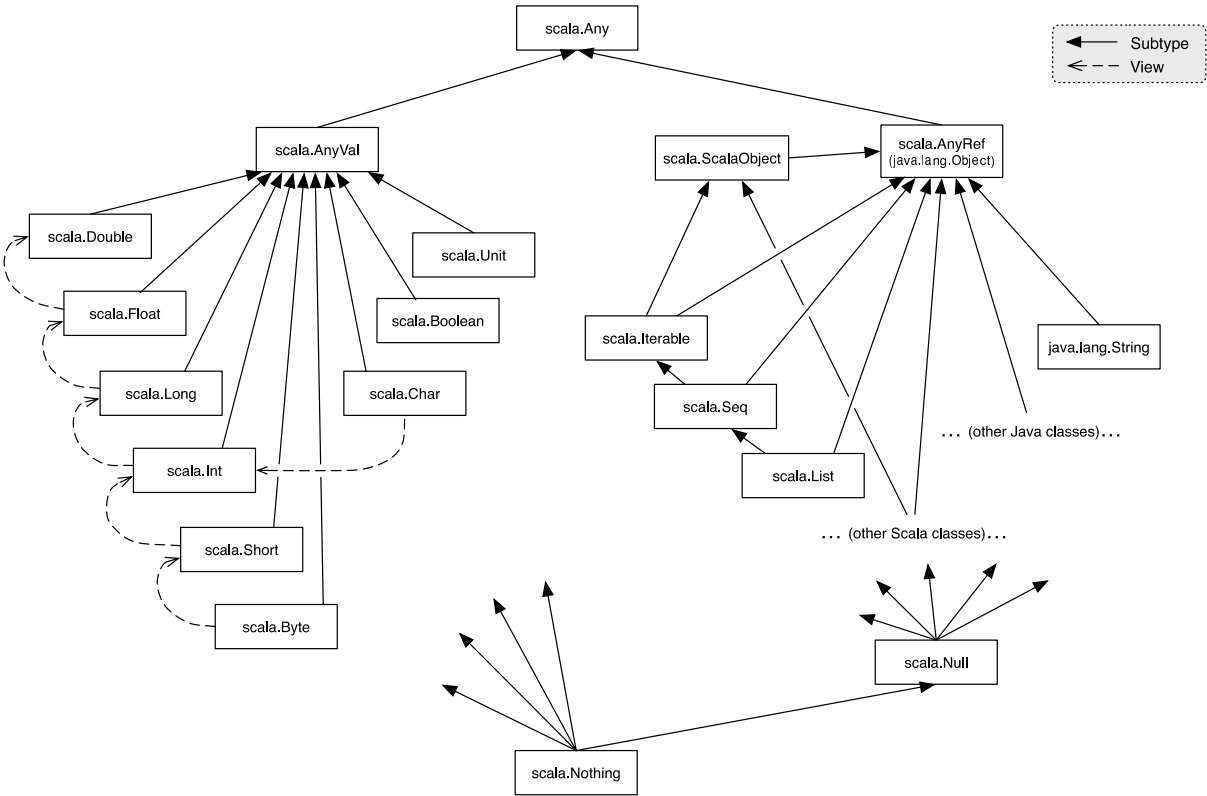 scala.Any
Subtype
View
scala.AnyVal
scala.ScalaObject
scala.AnyRef
(java.lang.Object)
scala.Double
scala.Unit
scala.Float
scala.Boolean
scala.Iterable
java.lang.String
scala.Long
scala.Char
scala.Seq
... (other Java classes)...
scala.Int
scala.List
scala.Short
... (other Scala classes)...
scala.Byte
scala.Null
scala.Nothing